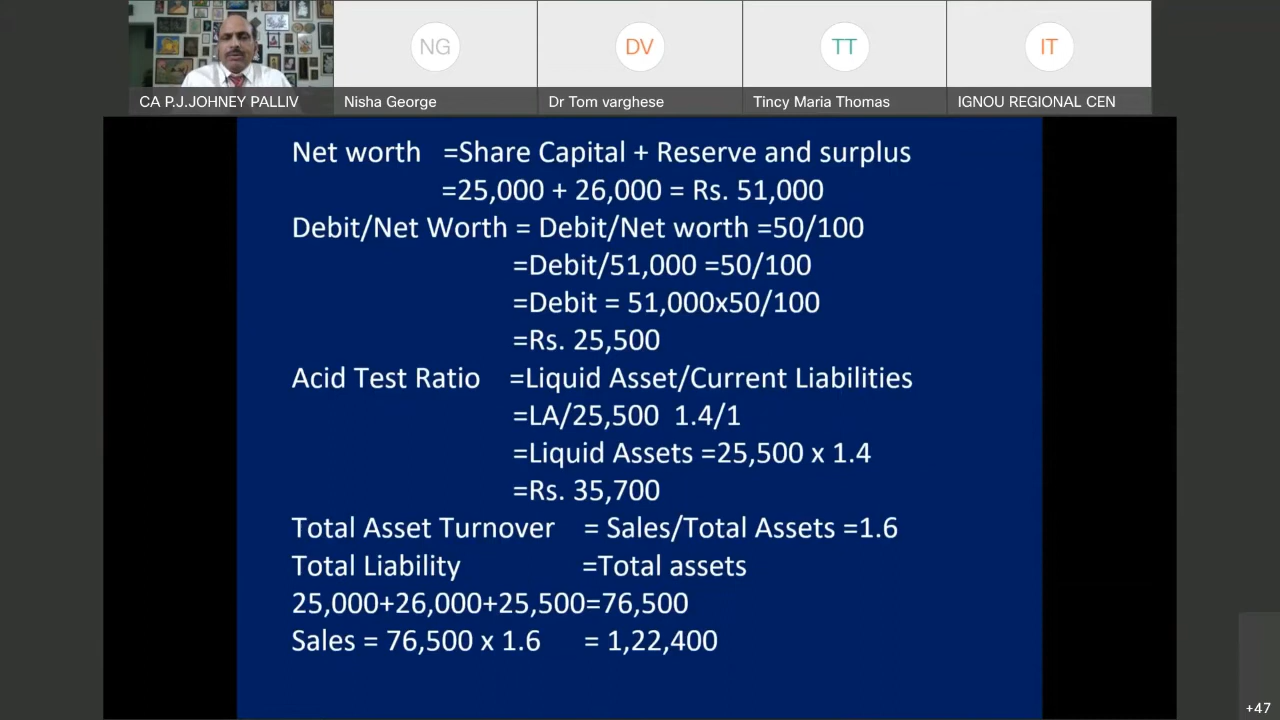 CA P.J.JOHNEY PALLIV
NG
Nisha George
DV
Dr Tom varghese
TT
Tincy Maria Thomas
IT
IGNOU REGIONAL CEN
Net worth =Share Capital + Reserve and surplus
=25,000 + 26,000 = Rs. 51,000
Debit/Net Worth = Debit/Net worth =50/100
=Debit/51,000 =50/100
=Debit = 51,000x50/100
=Rs. 25,500
Acid Test Ratio =Liquid Asset/Current Liabilities
=LA/25,500 1.4/1
=Liquid Assets =25,500 x 1.4
=Rs. 35,700
Total Asset Turnover = Sales/Total Assets =1.6
Total Liability =Total assets
25,000+26,000+25,500=76,500
Sales = 76,500 x 1.6 = 1,22,400
+47